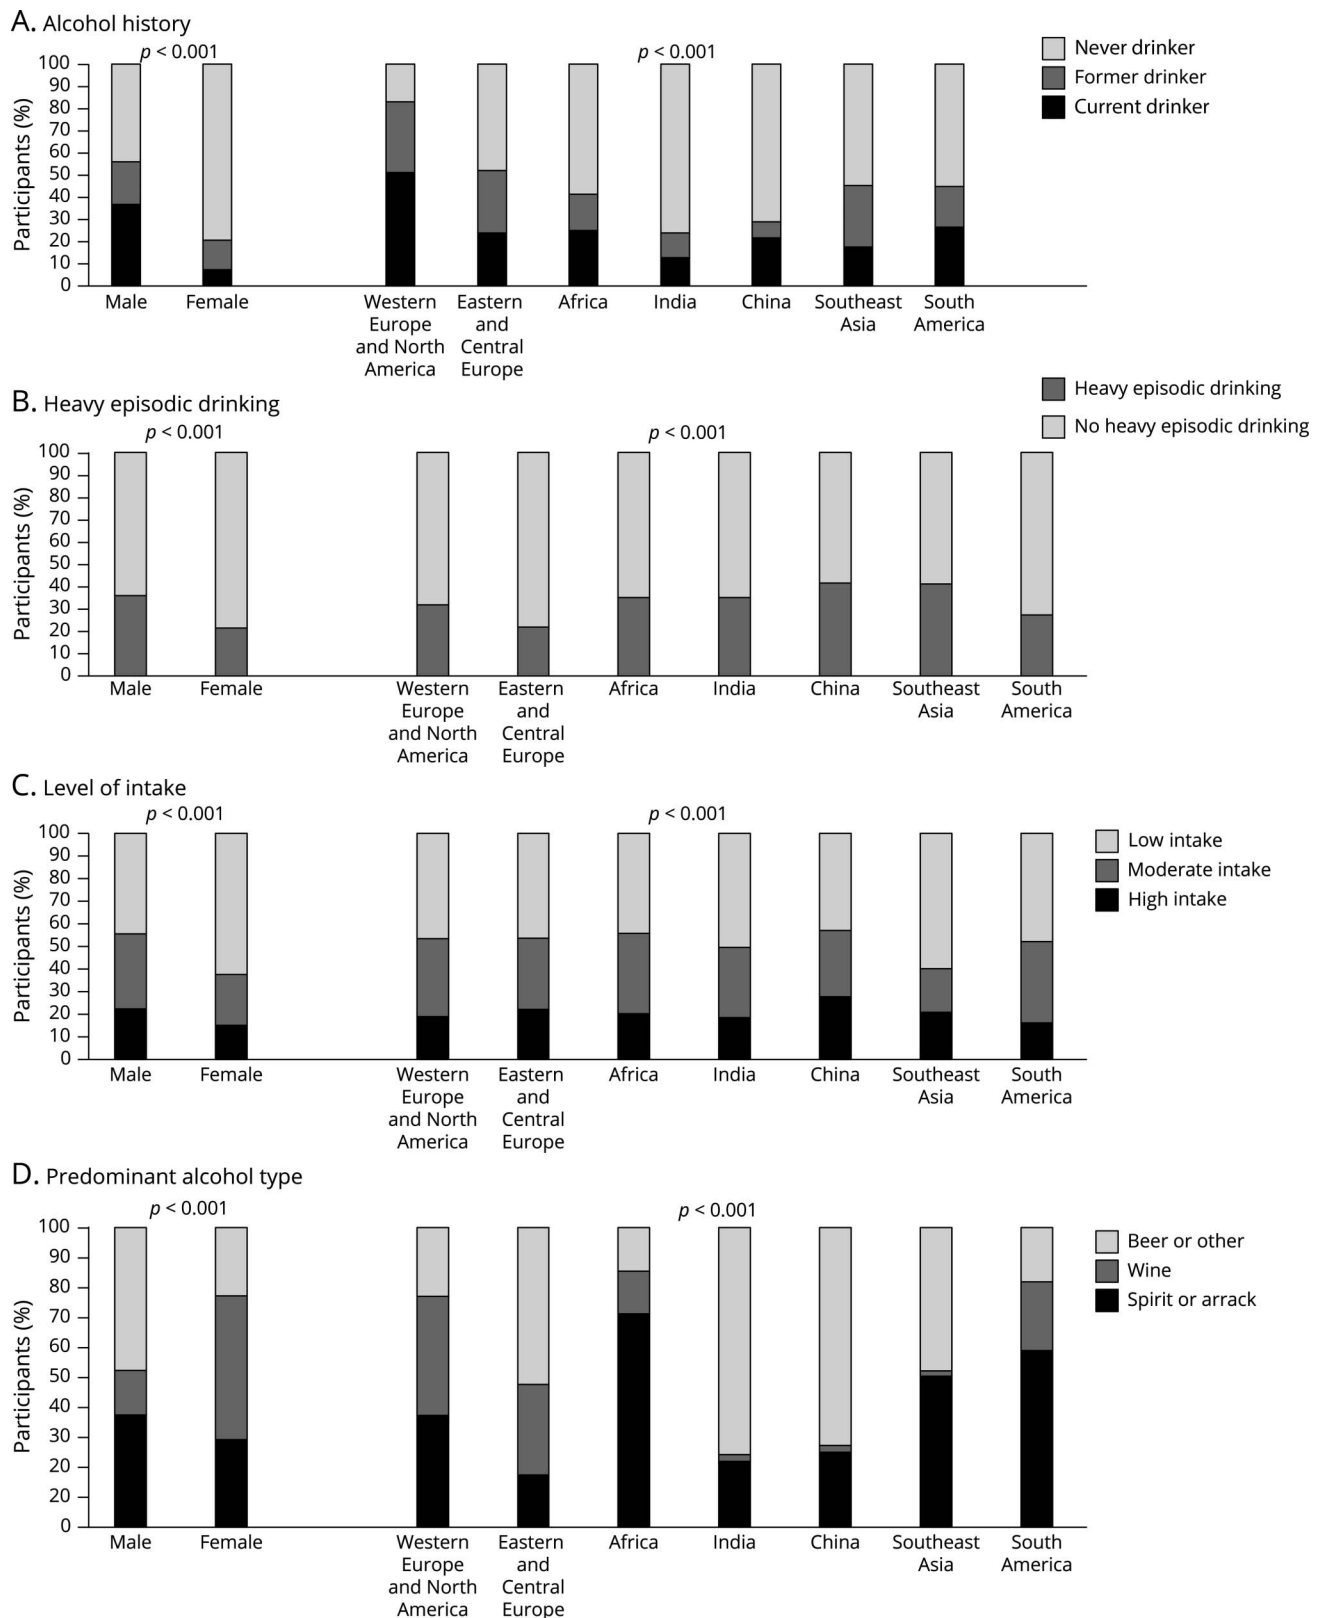 A. Alcohol history
p < 0.001
p < 0.001
Never drinker
Former drinker
Current drinker
Participants (%)
100
90
80
70
60
50
40
30
20
10
0
Male
Female
Western
Europe
and North
America
Eastern
and
Central
Europe
Africa
India
China
Southeast
Asia
South
America
B. Heavy episodic drinking
p < 0.001
p < 0.001
Heavy episodic drinking
No heavy episodic drinking
Participants (%)
100
90
80
70
60
50
40
30
20
10
0
Male
Female
Western
Europe
and North
America
Eastern
and
Central
Europe
Africa
India
China
Southeast
Asia
South
America
C. Level of intake
p < 0.001
p < 0.001
Low intake
Moderate intake
High intake
Participants (%)
100
90
80
70
60
50
40
30
20
10
0
Male
Female
Western
Europe
and North
America
Eastern
and
Central
Europe
Africa
India
China
Southeast
Asia
South
America
D. Predominant alcohol type
p < 0.001
p < 0.001
Beer or other
Wine
Spirit or arrack
Participants (%)
100
90
80
70
60
50
40
30
20
20
0
Male
Female
Western
Europe
and North
America
Eastern
and
Central
Europe
Africa
India
China
Southeast
Asia
South
America